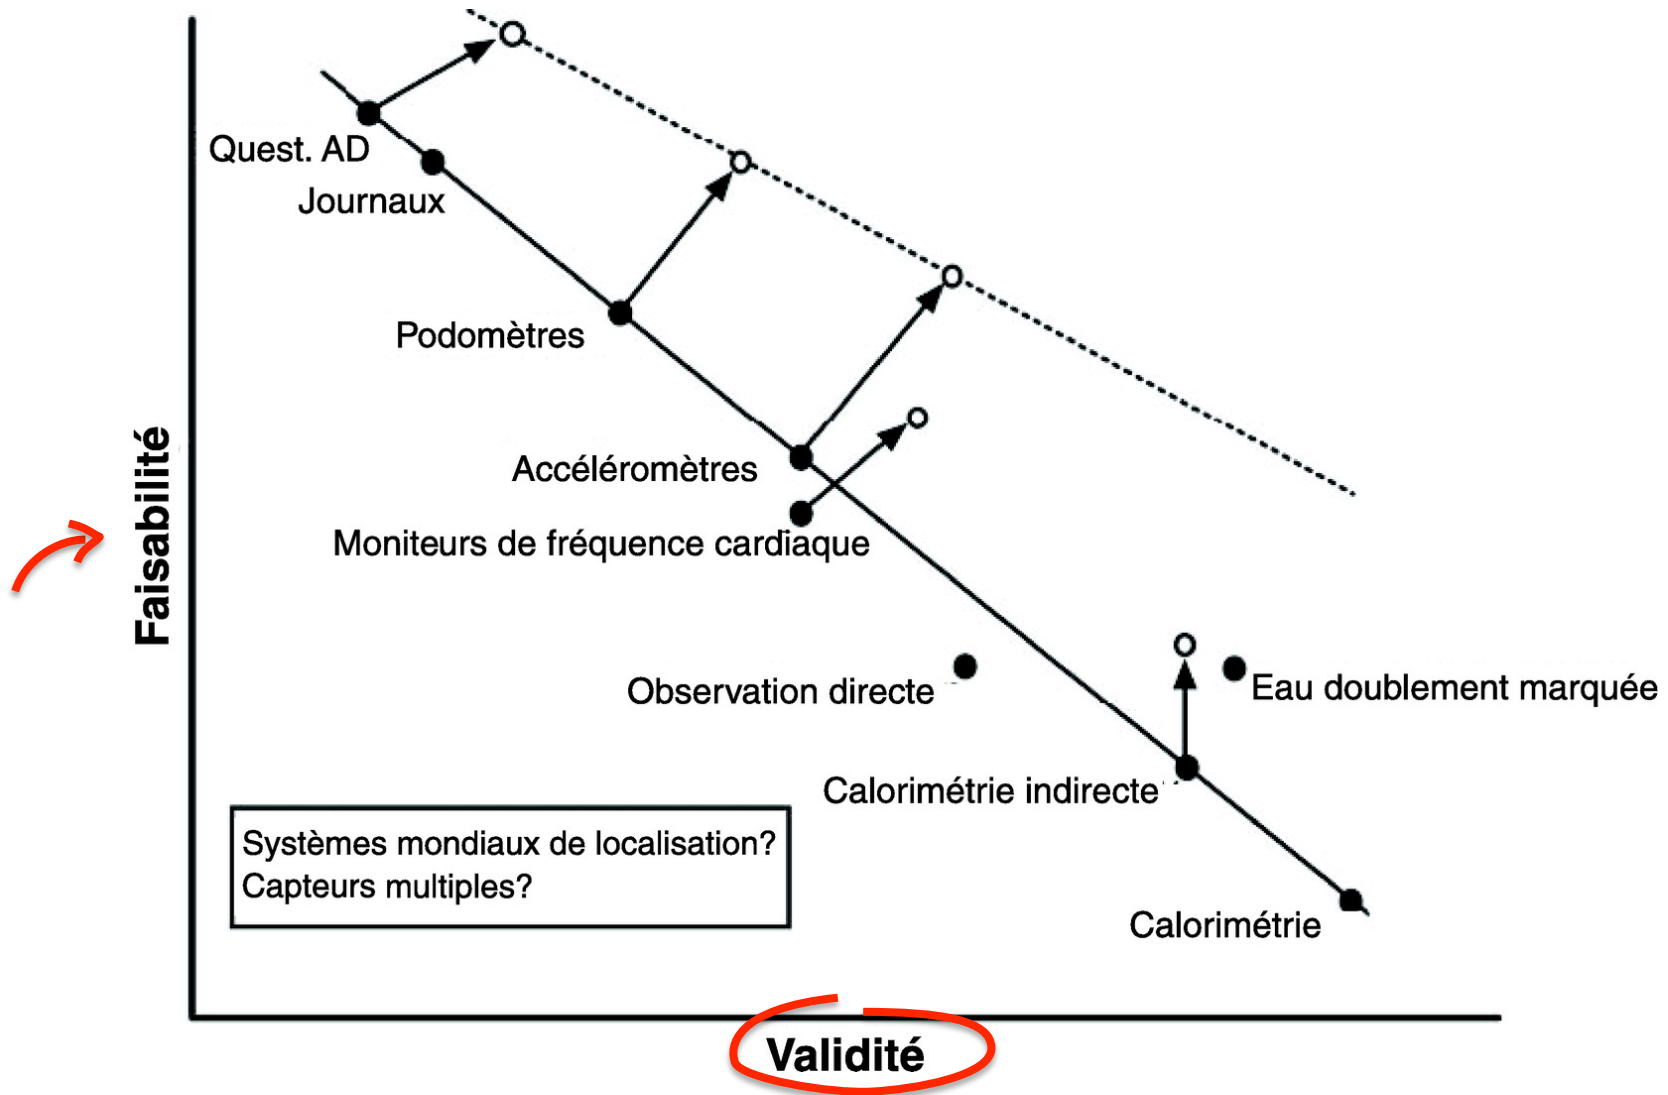 Quest. AD
Journaux
Podomètres
Accéléromètres
Moniteurs de fréquence cardiaque
Faisabilité
Observation directe
Eau doublement marquée
Calorimétrie indirecte
Systèmes mondiaux de localisation?
Capteurs multiples?
Calorimétrie
Validité